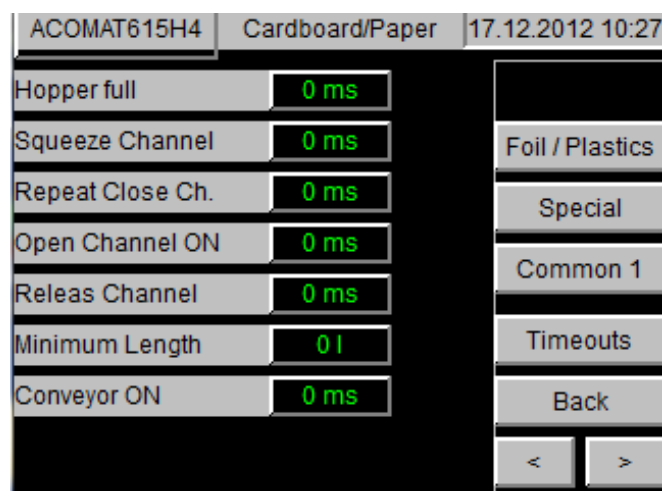 ACOMAT615H4 Cardboard/Paper 17.12.2012 10:27
Hopper full 0 ms
Squeeze Channel 0 ms
Repeat Close Ch. 0 ms
Open Channel ON 0 ms
Releas Channel 0 ms
Minimum Length 0 l
Conveyor ON 0 ms
Foil / Plastics
Special
Common 1
Timeouts
Back
< >